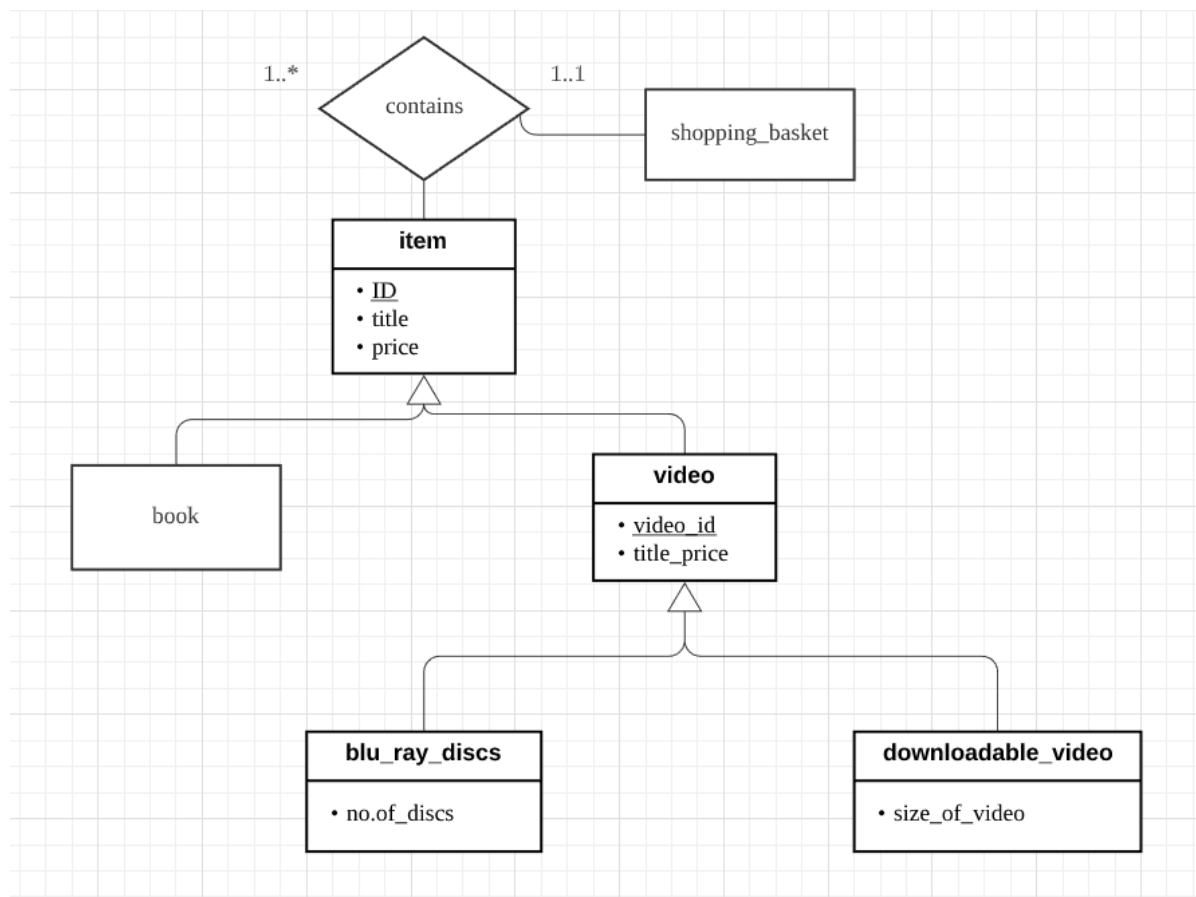 1..*
contains
1..1
shopping_basket
item
• ID
• title
• price
book
video
• video_id
• title_price
blu_ray_discs
• no.of_discs
downloadable_video
• size_of_video